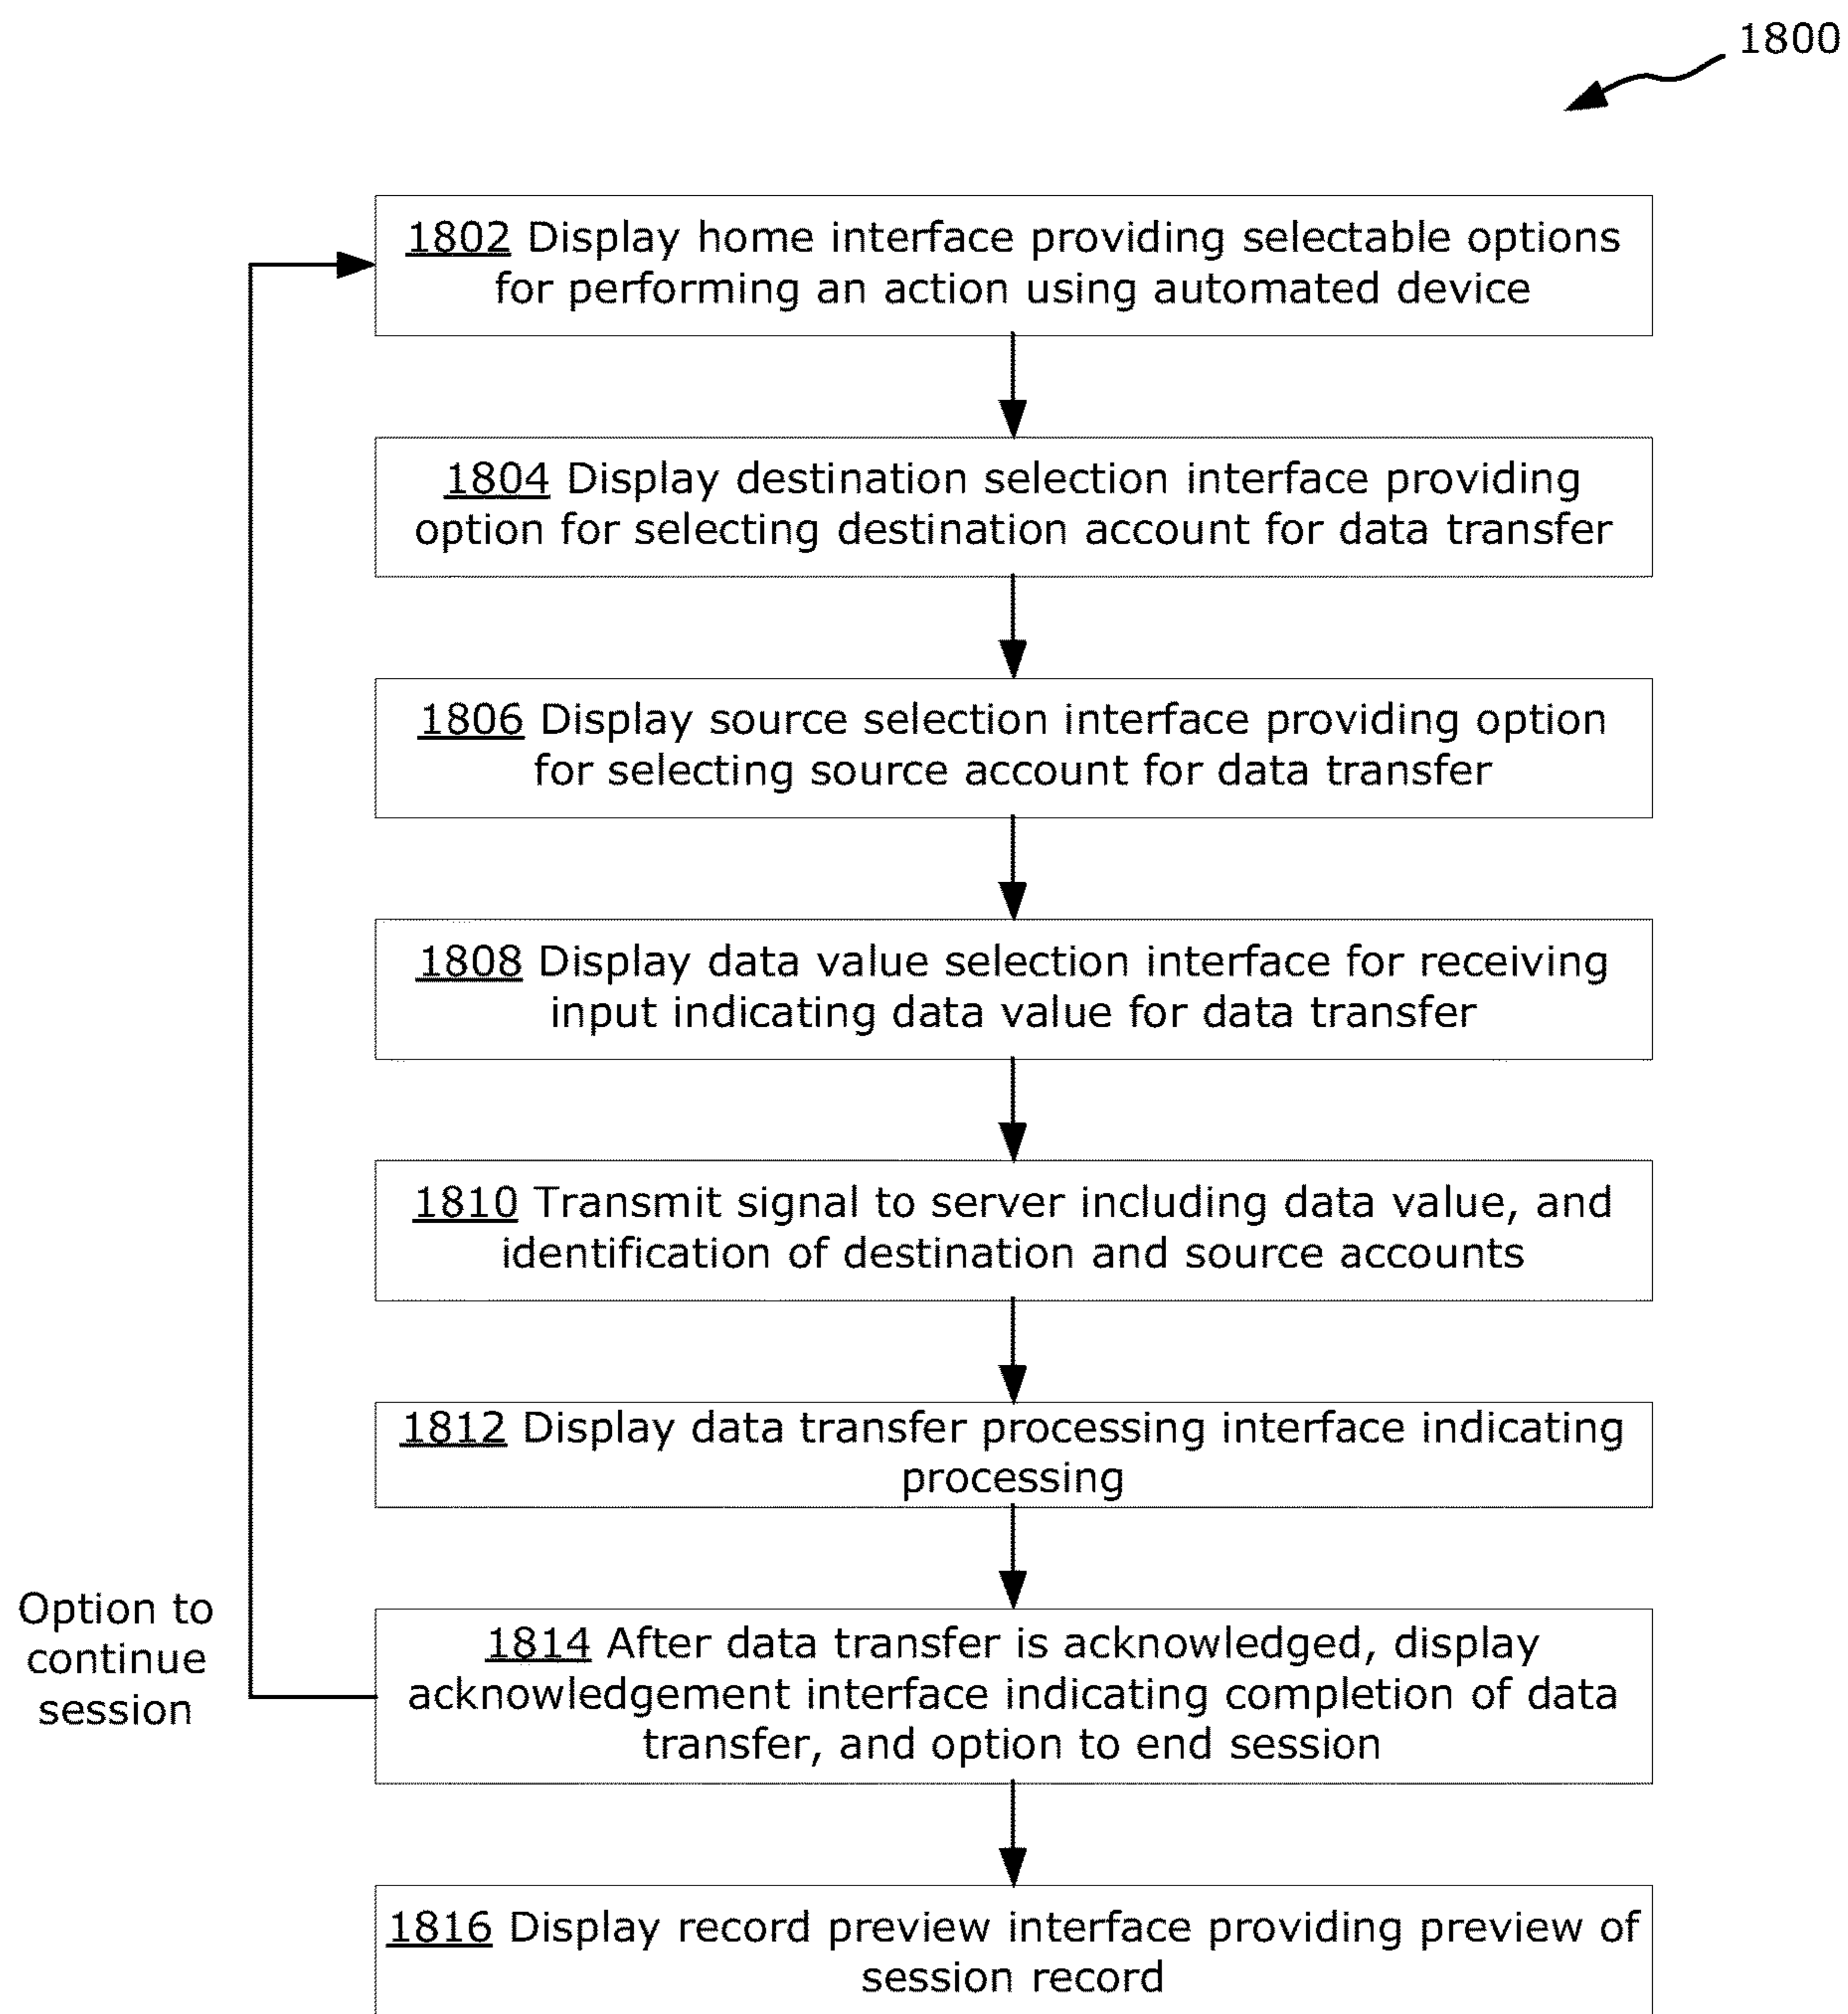 1800
1802 Display home interface providing selectable options
for performing an action using automated device
1804 Display destination selection interface providing
option for selecting destination account for data transfer
1806 Display source selection interface providing option
for selecting source account for data transfer
1808 Display data value selection interface for receiving
input indicating data value for data transfer
1810 Transmit signal to server including data value, and
identification of destination and source accounts
1812 Display data transfer processing interface indicating
processing
Option to
continue
session
1814 After data transfer is acknowledged, display
acknowledgement interface indicating completion of data
transfer, and option to end session
1816 Display record preview interface providing preview of
session record